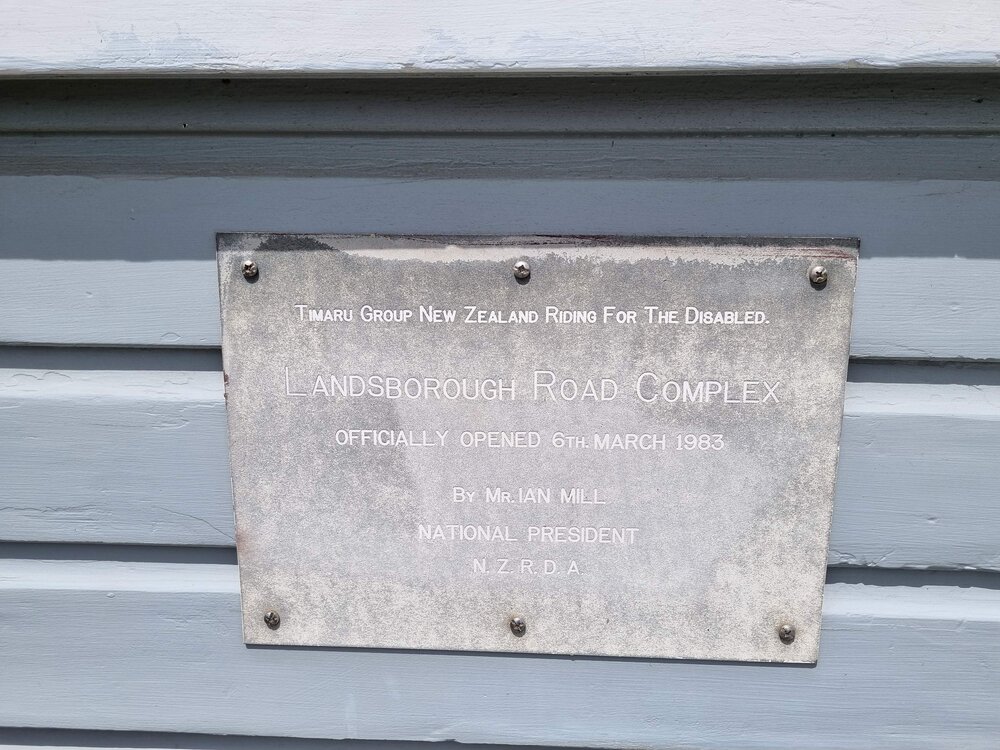 Timaru Group New Zealand Riding For The Disabled.
Landsborough Road Complex
OFFICIALLY OPENED 6TH. MARCH 1983
By Mr. IAN MILL
NATIONAL PRESIDENT
N. Z. R. D. A